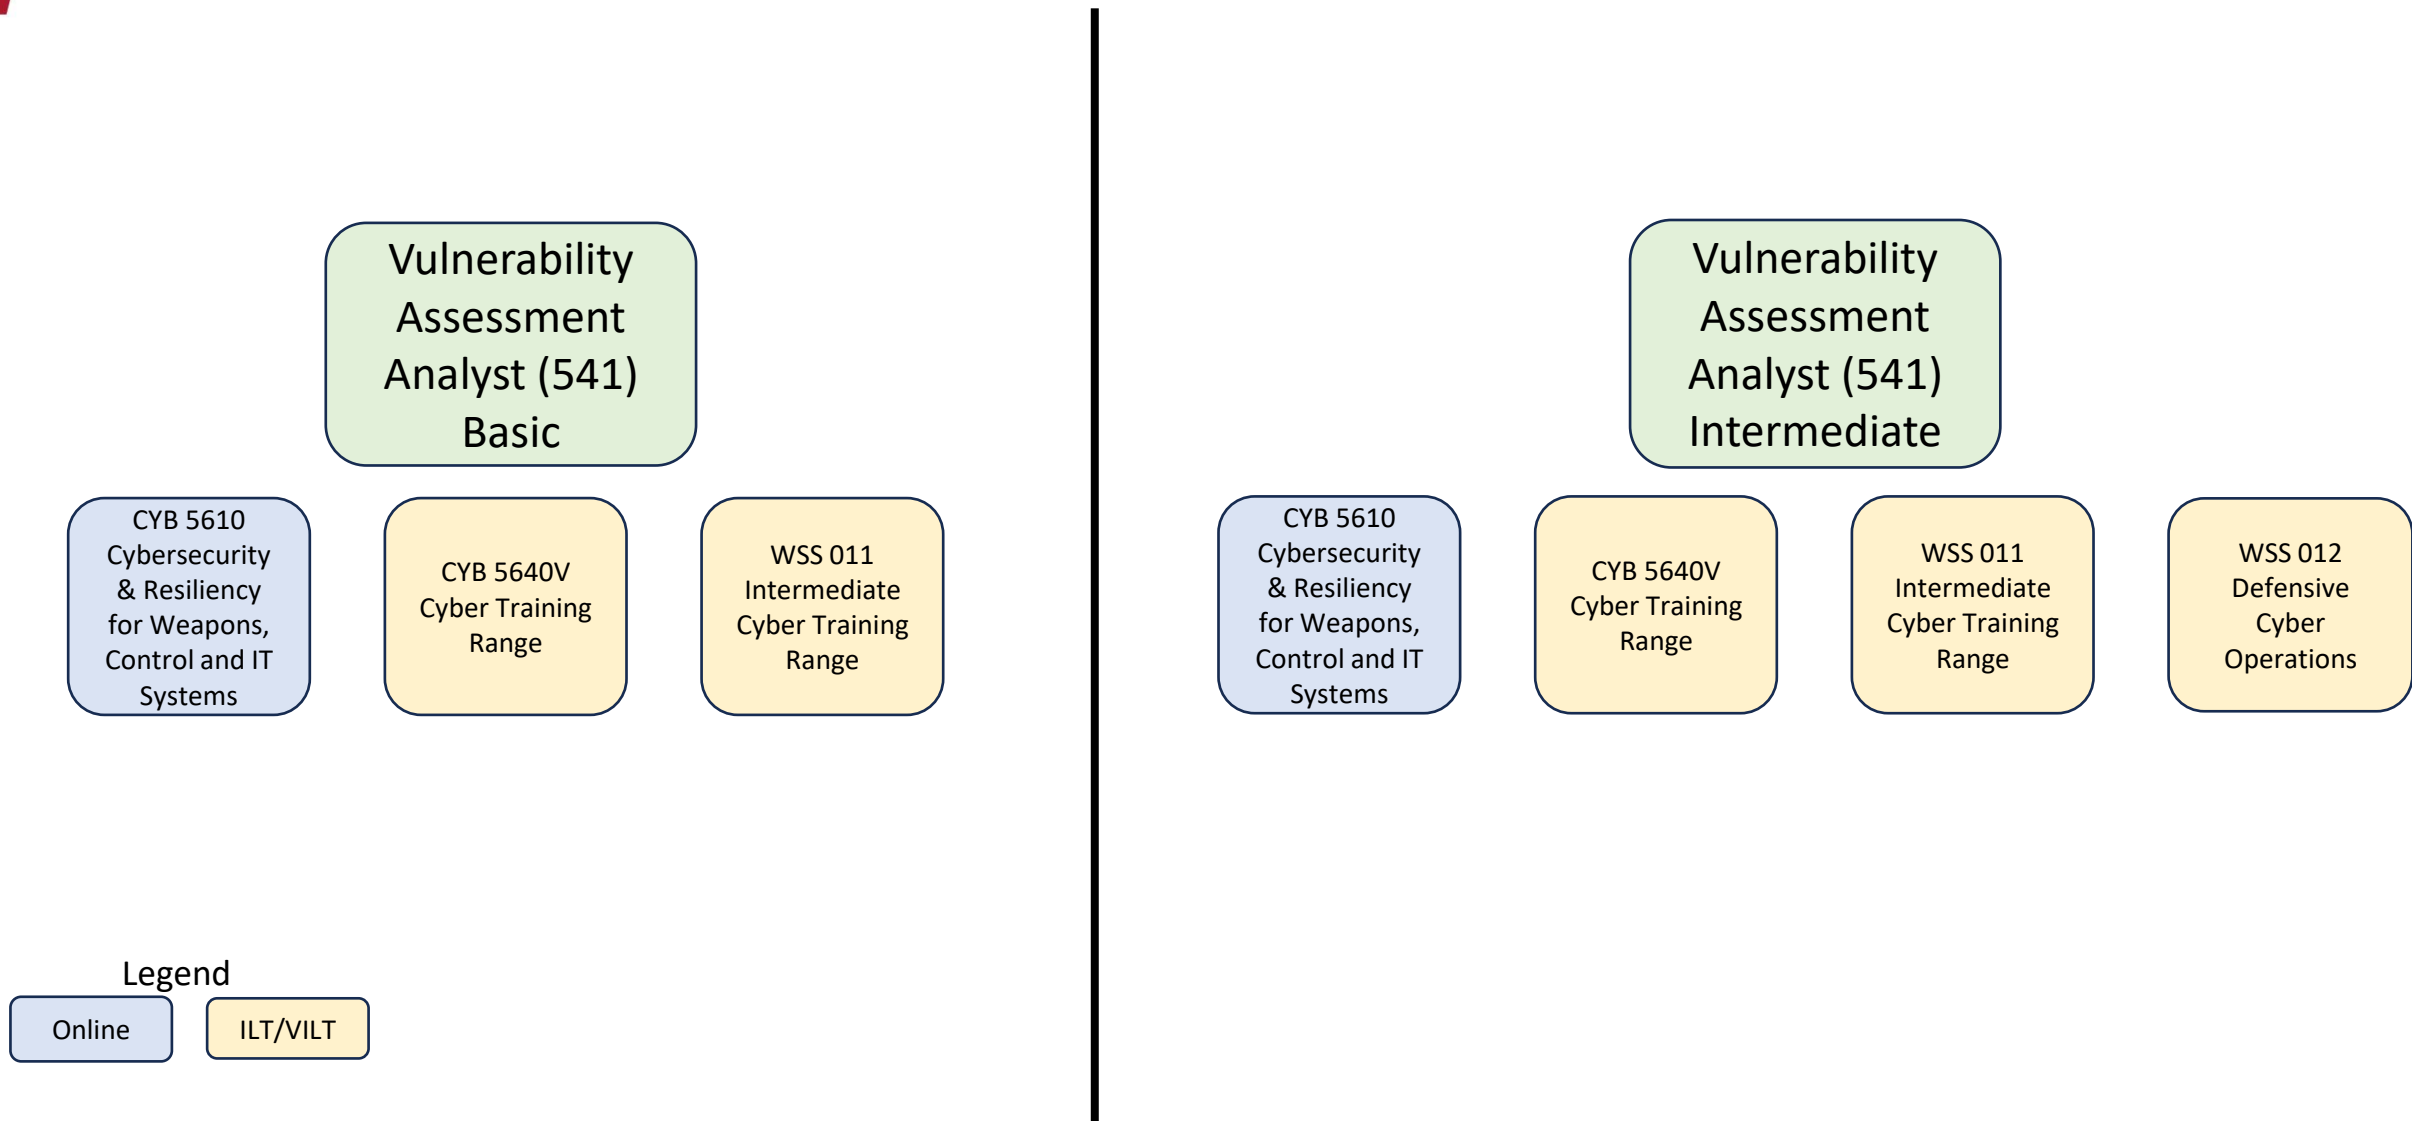 Vulnerability
Assessment
Analyst (541)
Basic
CYB 5610
Cybersecurity
& Resiliency
for Weapons,
Control and IT
Systems
CYB 5640V
Cyber Training
Range
WSS 011
Intermediate
Cyber Training
Range
Vulnerability
Assessment
Analyst (541)
Intermediate
CYB 5610
Cybersecurity
& Resiliency
for Weapons,
Control and IT
Systems
CYB 5640V
Cyber Training
Range
WSS 011
Intermediate
Cyber Training
Range
WSS 012
Defensive
Cyber
Operations
Legend
Online
ILT/VILT